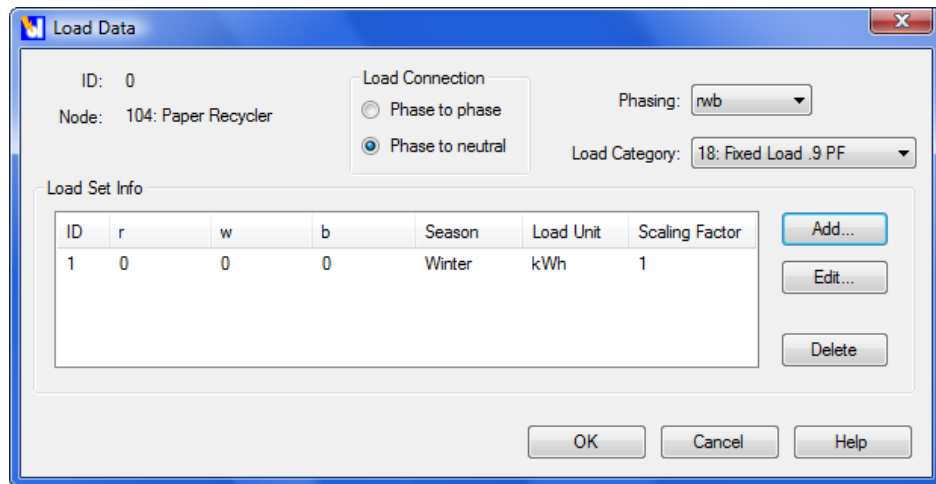 Load Data
ID: 0
Node: 104: Paper Recycler
Load Connection
Phase to phase
Phase to neutral
Phasing: rwb
Load Category: 18: Fixed Load .9 PF
Load Set Info
ID r w b Season Load Unit Scaling Factor
1 0 0 0 Winter kWh 1
Add...
Edit...
Delete
OK Cancel Help